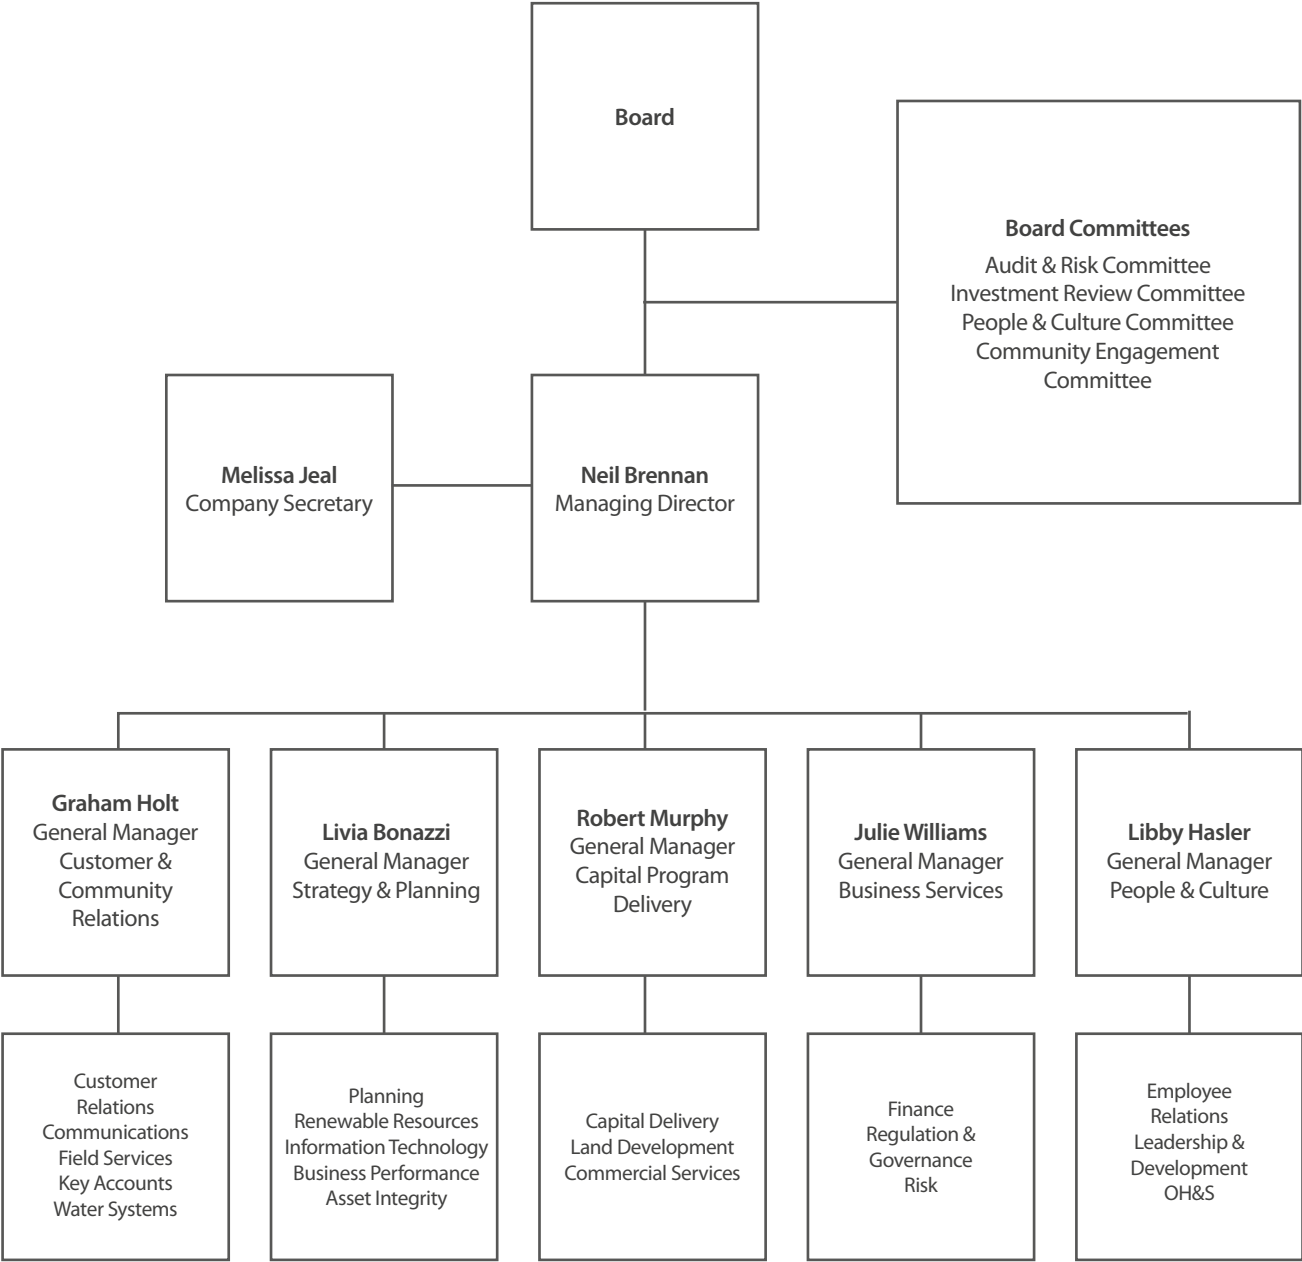 Board
Board Committees
Audit & Risk Committee
Investment Review Committee
People & Culture Committee
Community Engagement
Committee
Melissa Jeal
Company Secretary
Neil Brennan
Managing Director
Graham Holt
General Manager
Customer &
Community
Relations
Livia Bonazzi
General Manager
Strategy & Planning
Robert Murphy
General Manager
Capital Program
Delivery
Julie Williams
General Manager
Business Services
Libby Hasler
General Manager
People & Culture
Customer
Relations
Communications
Field Services
Key Accounts
Water Systems
Planning
Renewable Resources
Information Technology
Business Performance
Asset Integrity
Capital Delivery
Land Development
Commercial Services
Finance
Regulation &
Governance
Risk
Employee
Relations
Leadership &
Development
OH&S